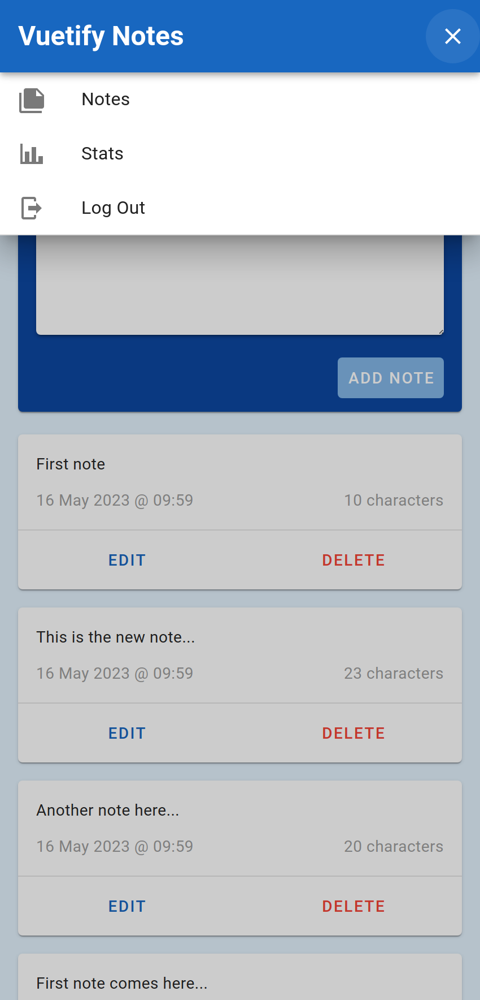 Vuetify Notes
Notes
Stats
Log Out
ADD NOTE
First note
16 May 2023 @ 09:59 10 characters
EDIT DELETE
This is the new note...
16 May 2023 @ 09:59 23 characters
EDIT DELETE
Another note here...
16 May 2023 @ 09:59 20 characters
EDIT DELETE
First note comes here...